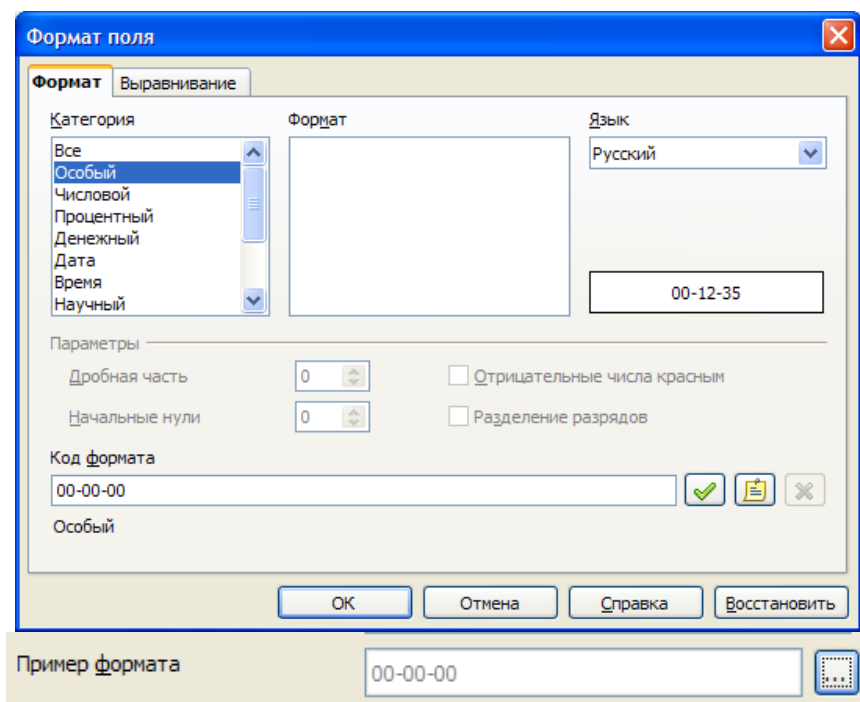 Формат поля
Формат Выравнивание
Категория Формат Язык
Все
Особый
Числовой
Процентный
Денежный
Дата
Время
Научный
Русский
00-12-35
Параметры
Дробная часть 0 Отрицательные числа красным
Начальные нули 0 Разделение разрядов
Код формата
00-00-00
Особый
ОК Отмена Справка Восстановить
Пример формата 00-00-00 ...